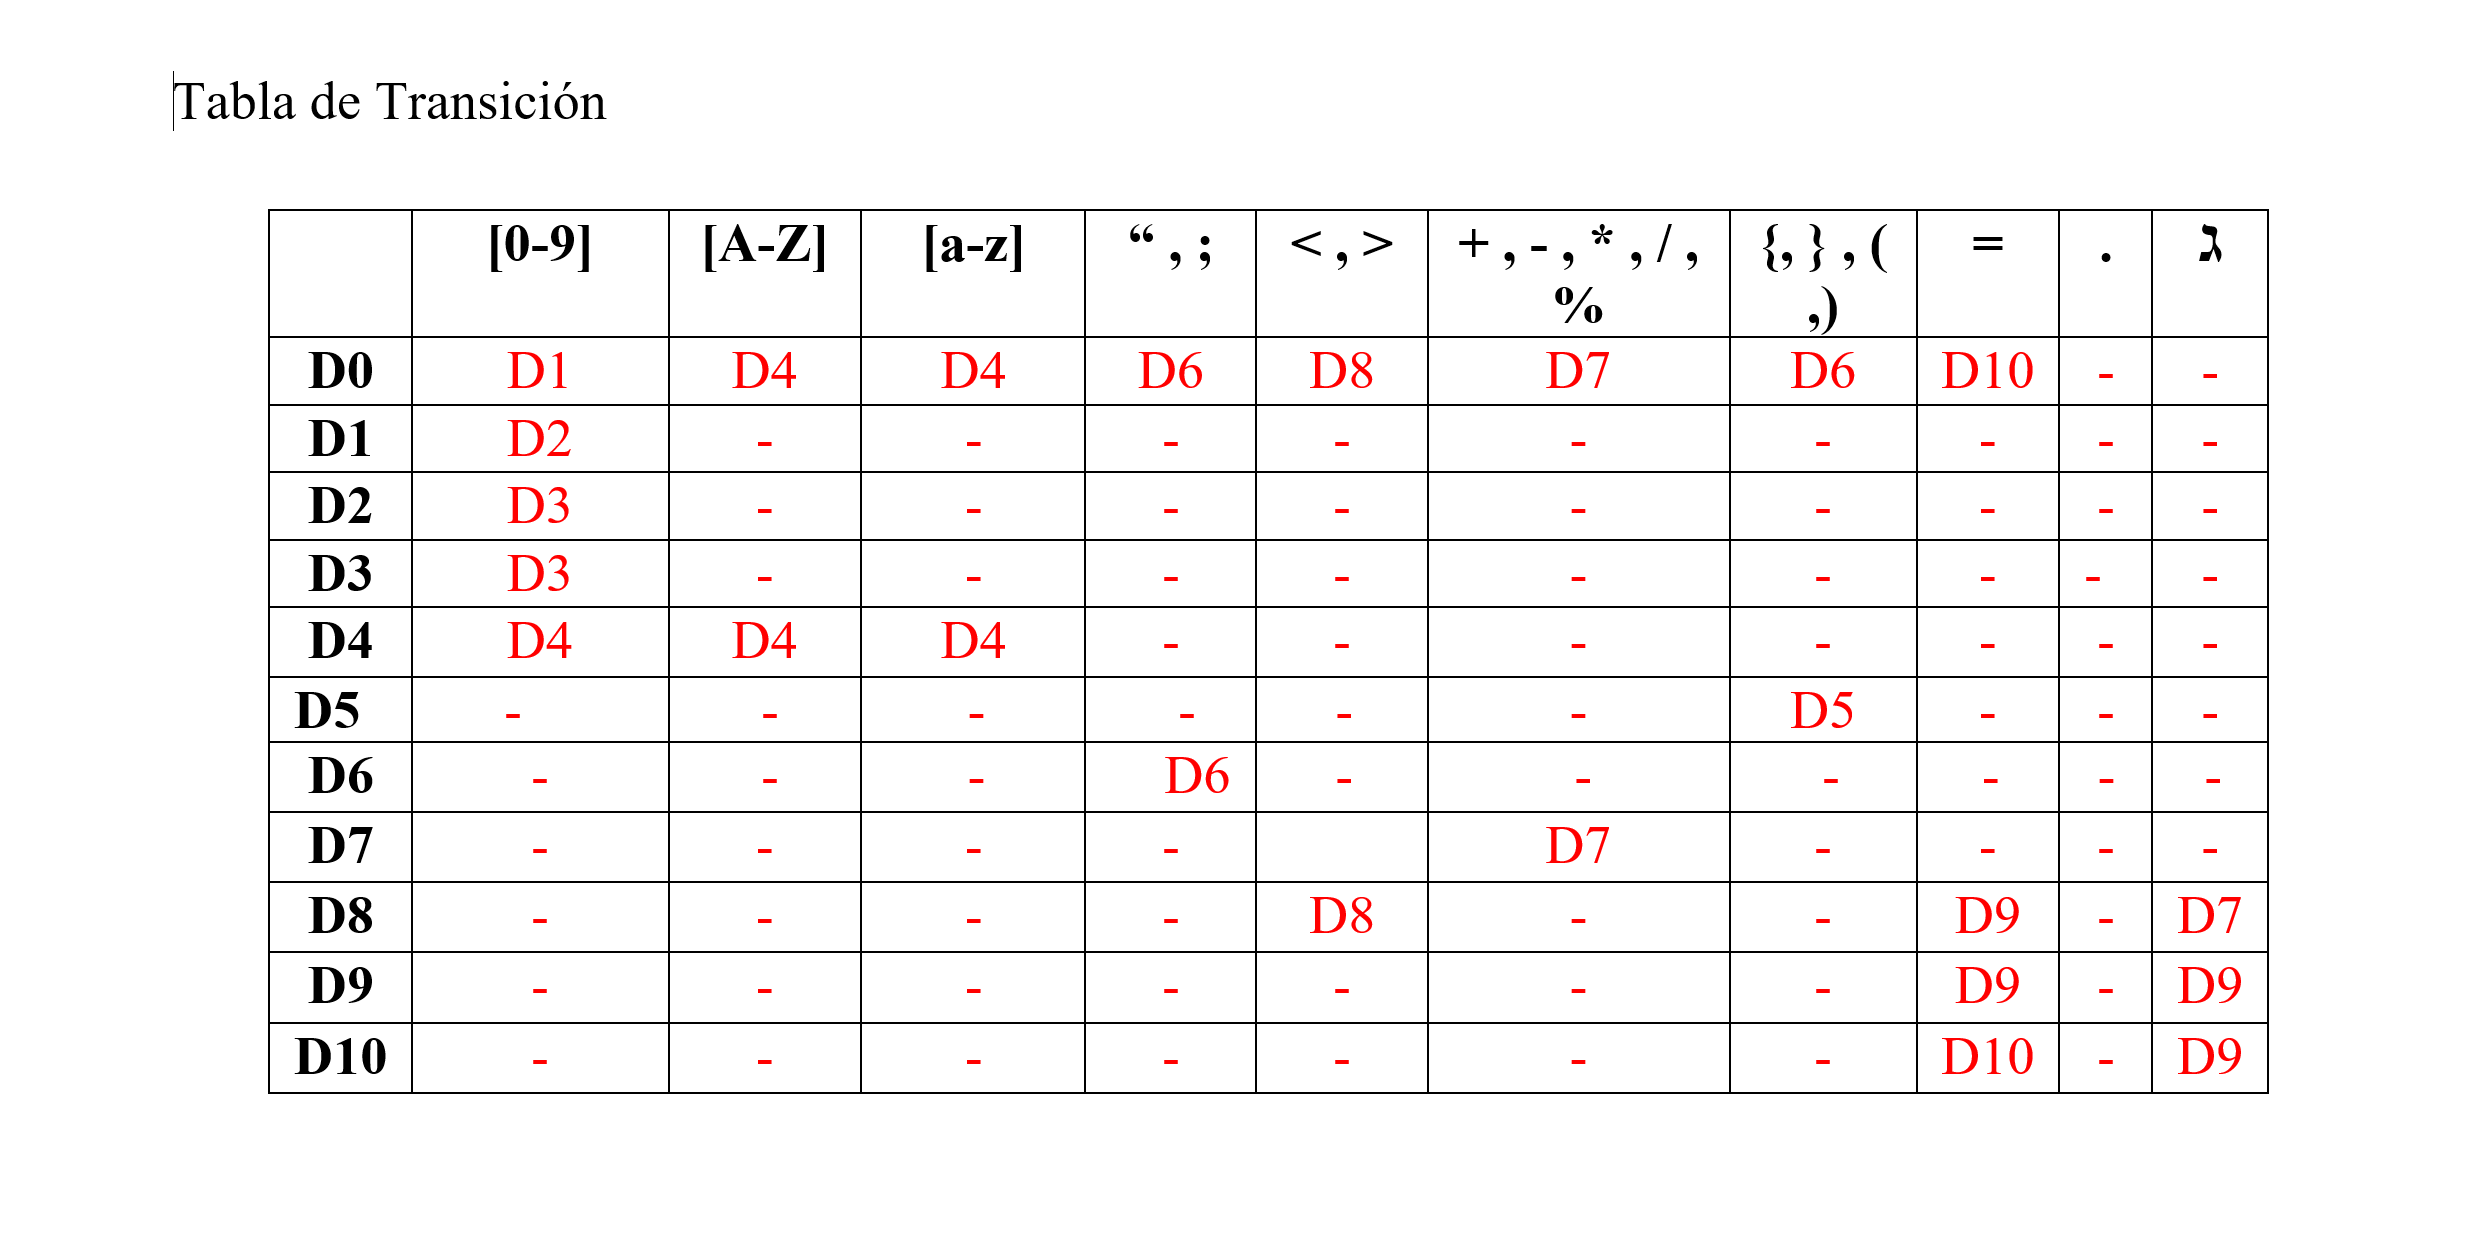 Tabla de Transición
[0-9] [A-Z] [a-z] “ , ; < , > + , - , * , / , % {, } , ( ,) = . ג
D0 D1 D4 D4 D6 D8 D7 D6 D10 - -
D1 D2 - - - - - - - - -
D2 D3 - - - - - - - - -
D3 D3 - - - - - - - - -
D4 D4 D4 D4 - - - - - - -
D5 - - - - - - D5 - - -
D6 - - - D6 - - - - - -
D7 - - - - D7 - - - -
D8 - - - - D8 - - D9 - D7
D9 - - - - - - - D9 - D9
D10 - - - - - - - D10 - D9